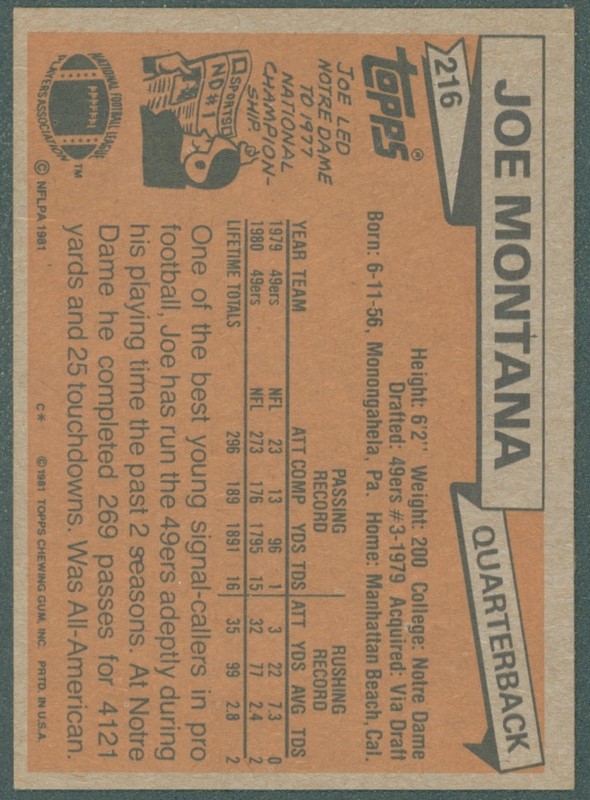 216
JOE MONTANA
QUARTERBACK
topps®
Height: 6'2" Weight: 200 College: Notre Dame
Drafted: 49ers #3-1979 Acquired: Via Draft
Born: 6-11-56, Monongahela, Pa. Home: Manhattan Beach, Cal.
JOE LED
NOTRE DAME
TO 1977
NATIONAL
CHAMPION-
SHIP.
SPORTS
ND #1
PASSING RUSHING
RECORD RECORD
YEAR TEAM ATT COMP YDS TDS ATT YDS AVG TDS
1979 49ers NFL 23 13 96 1 3 22 7.3 0
1980 49ers NFL 273 176 1795 15 32 77 2.4 2
LIFETIME TOTALS 296 189 1891 16 35 99 2.8 2
One of the best young signal-callers in pro
football, Joe has run the 49ers adeptly during
his playing time the past 2 seasons. At Notre
Dame he completed 269 passes for 4121
yards and 25 touchdowns. Was All-American.
NATIONAL FOOTBALL LEAGUE
PLAYERS ASSOCIATION
TM
© NFLPA 1981
C* © 1981 TOPPS CHEWING GUM, INC. PRTD. IN U.S.A.